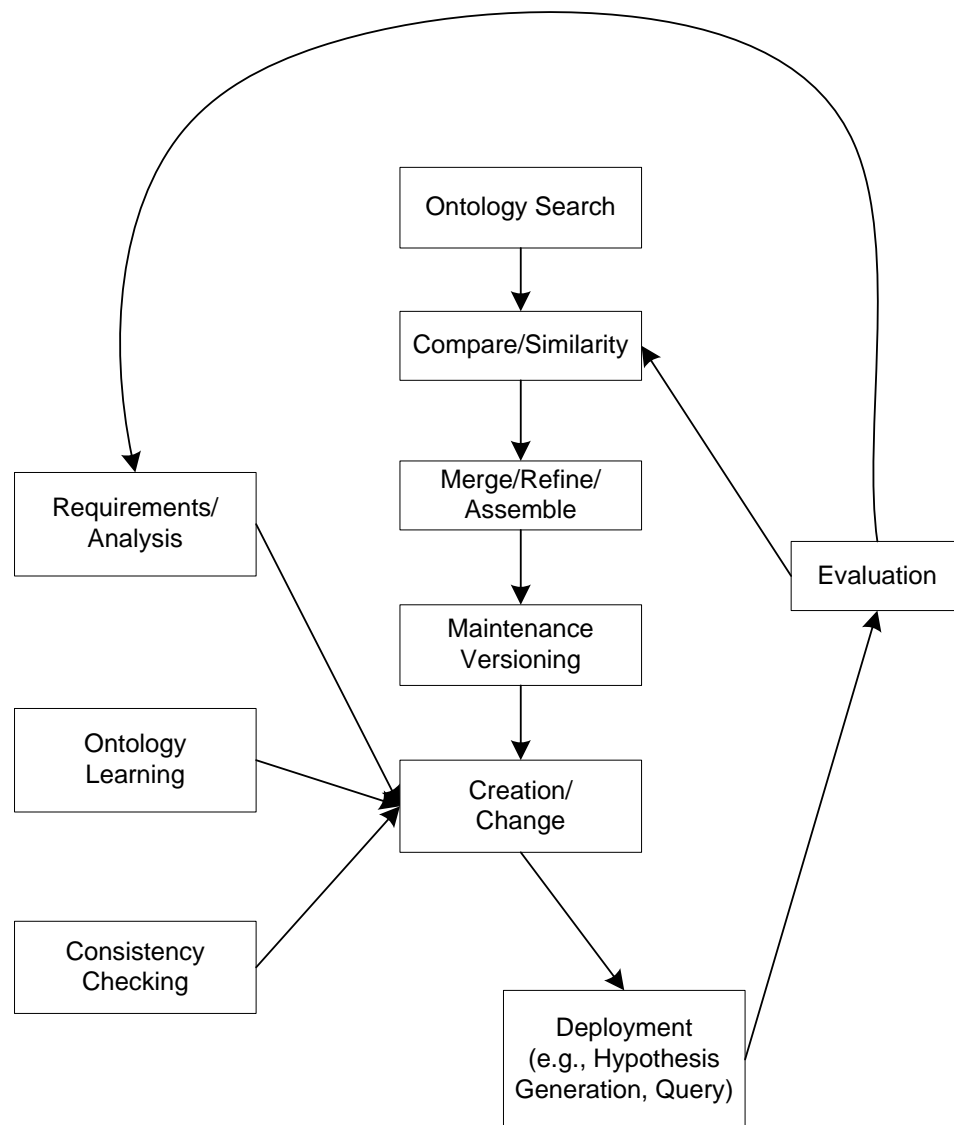 Ontology Search
Compare/Similarity
Merge/Refine/
Assemble
Requirements/
Analysis
Evaluation
Maintenance
Versioning
Ontology
Learning
Creation/
Change
Consistency
Checking
Deployment
(e.g., Hypothesis
Generation, Query)